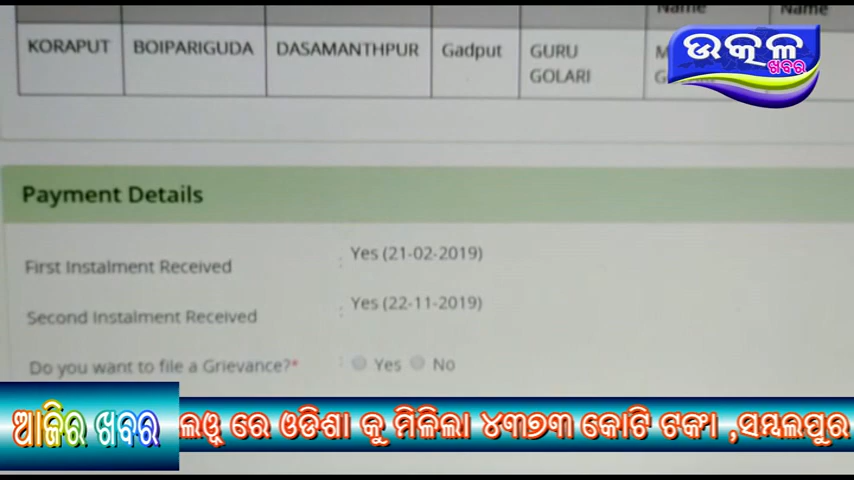 Name Name
KORAPUT BOIPARIGUDA DASAMANTHPUR Gadput GURU GOLARI
ଉତ୍କଳ
ଖବର
Payment Details
First Instalment Received : Yes (21-02-2019)
Second Instalment Received : Yes (22-11-2019)
Do you want to file a Grievance?* : Yes No
ଆଜିର ଖବର
ରେ ଓଡିଶା କୁ ମିଳିଲା ୪୩୭୩ କୋଟି ଟଙ୍କା ,ସମ୍ବଲପୁର